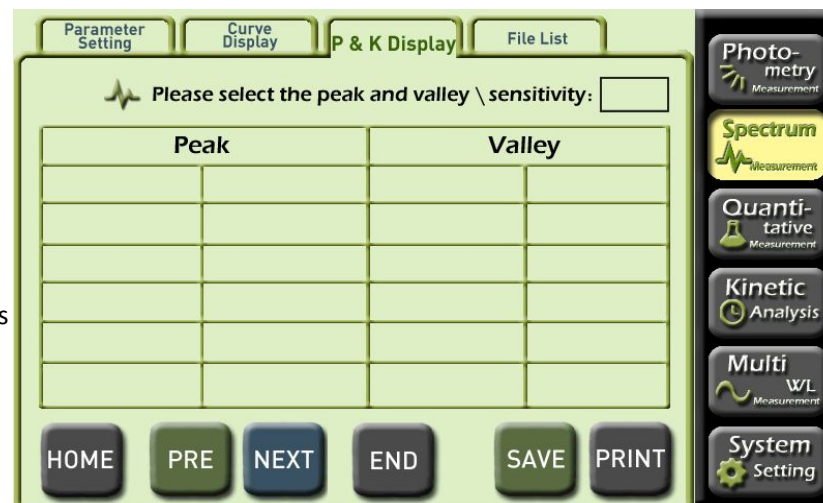 Parameter
Setting
Curve
Display
P & K Display
File List
Please select the peak and valley \ sensitivity:
Peak Valley
s
HOME PRE NEXT END SAVE PRINT
Photo-
metry
Measurement
Spectrum
Measurement
Quanti-
tative
Measurement
Kinetic
Analysis
Multi
WL
Measurement
System
Setting